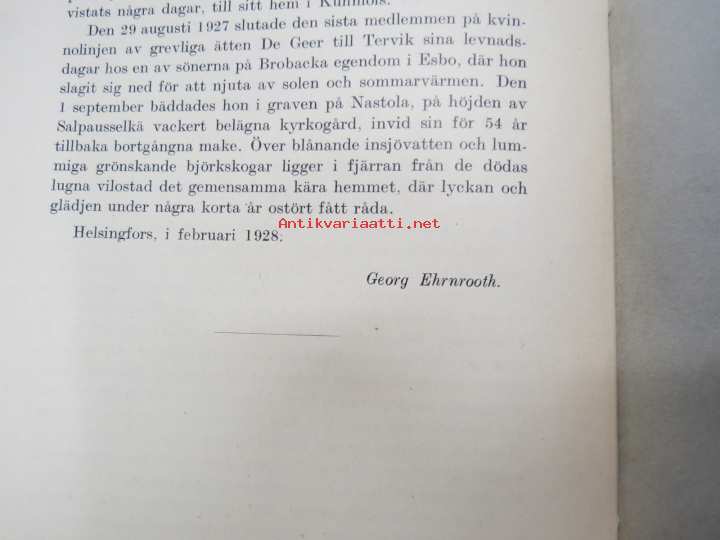 vistats några dagar, till sitt hem i
Den 29 augusti 1927 slutade den sista medlemmen på kvin-
nolinjen av grevliga ätten De Geer till Tervik sina levnads-
dagar hos en av sönerna på Brobacka egendom i Esbo, där hon
slagit sig ned för att njuta av solen och sommarvärmen. Den
1 september bäddades hon i graven på Nastola, på höjden av
Salpausselkä vackert belägna kyrkogård, invid sin för 54 år
tillbaka bortgångna make. Över blånande insjövatten och lum-
miga grönskande björkskogar ligger i fjärran från de dödas
lugna vilostad det gemensamma kära hemmet, där lyckan och
glädjen under några korta år ostört fått råda.
Antikvariaatti.net
Helsingfors, i februari 1928.
Georg Ehrnrooth.